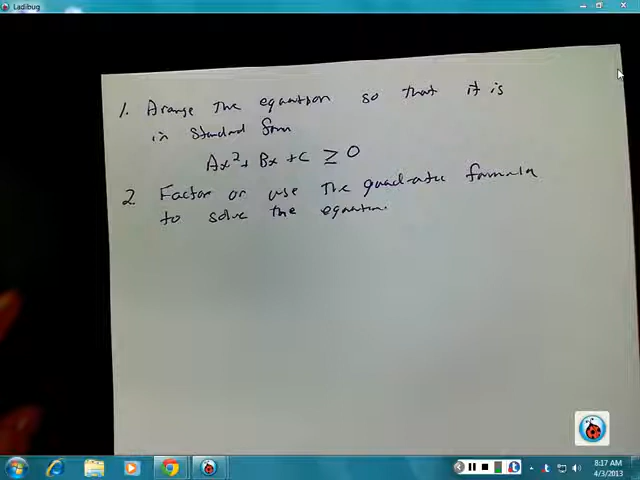 Ladibug
1. Arange the equation so that it is
in standard form
Ax² + Bx + C ≥ 0
2. Factor or use the quadratic formula
to solve the equation.
8:17 AM
4/3/2013